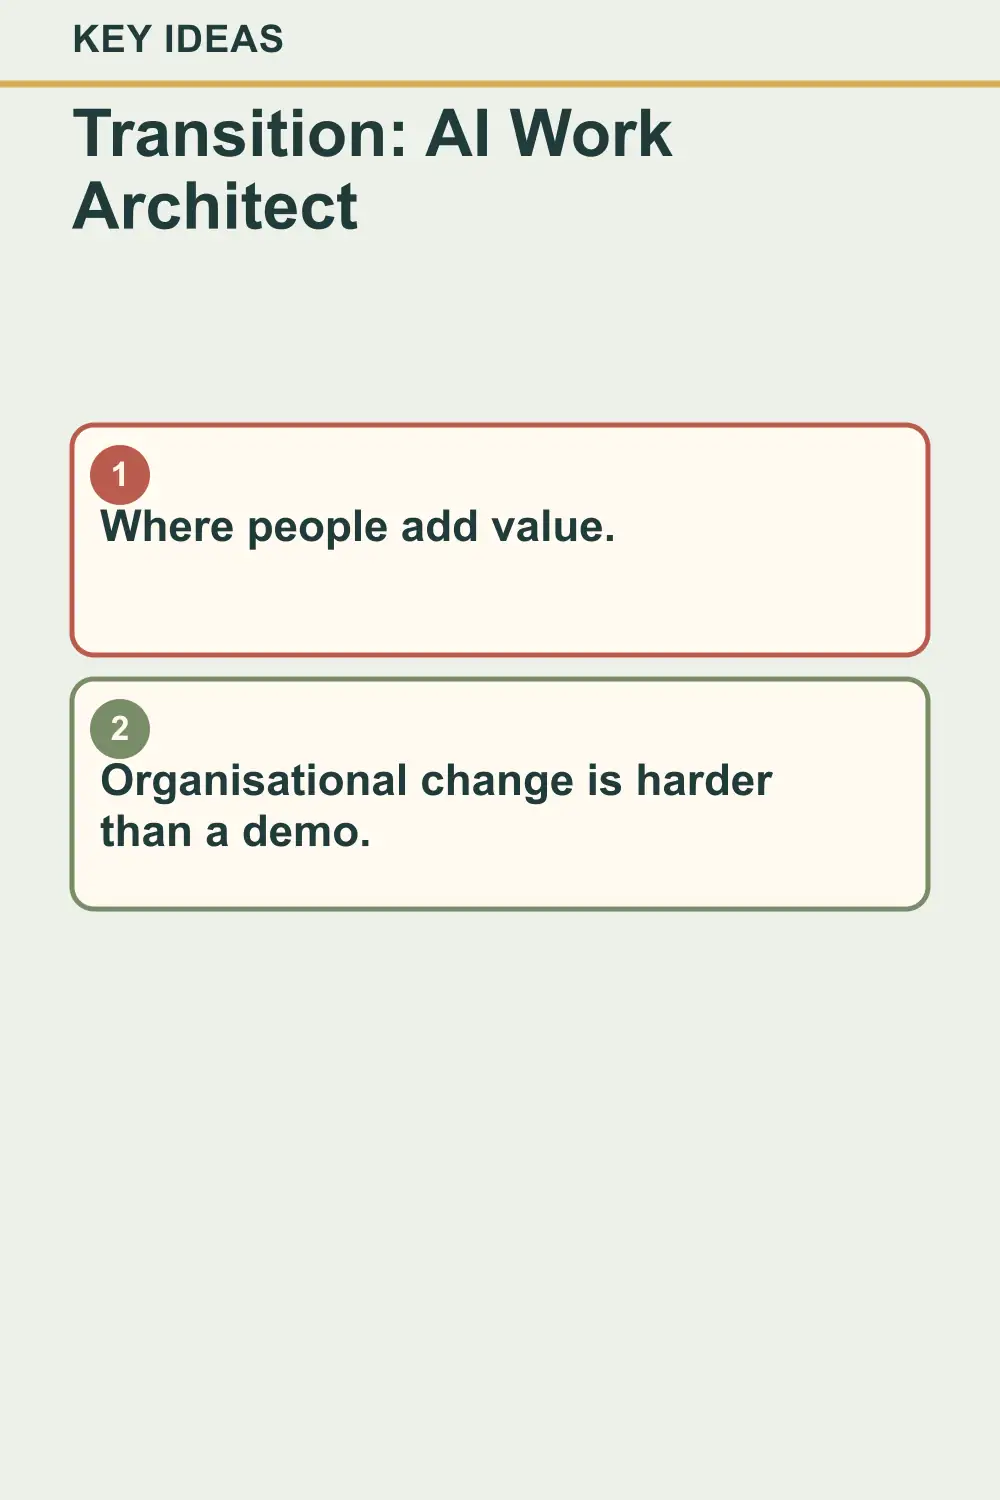 KEY IDEAS
Transition: AI Work
Architect
1
Where people add value.
2
Organisational change is harder
than a demo.